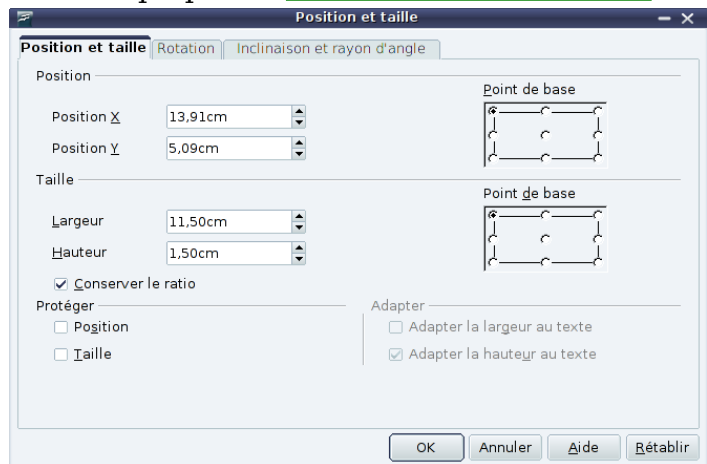 Position et taille
Position et taille Rotation Inclinaison et rayon d'angle
Position
Point de base
Position X 13,91cm
Position Y 5,09cm
Taille
Point de base
Largeur 11,50cm
Hauteur 1,50cm
Conserver le ratio
Protéger
Position
Taille
Adapter
Adapter la largeur au texte
Adapter la hauteur au texte
OK Annuler Aide Rétablir